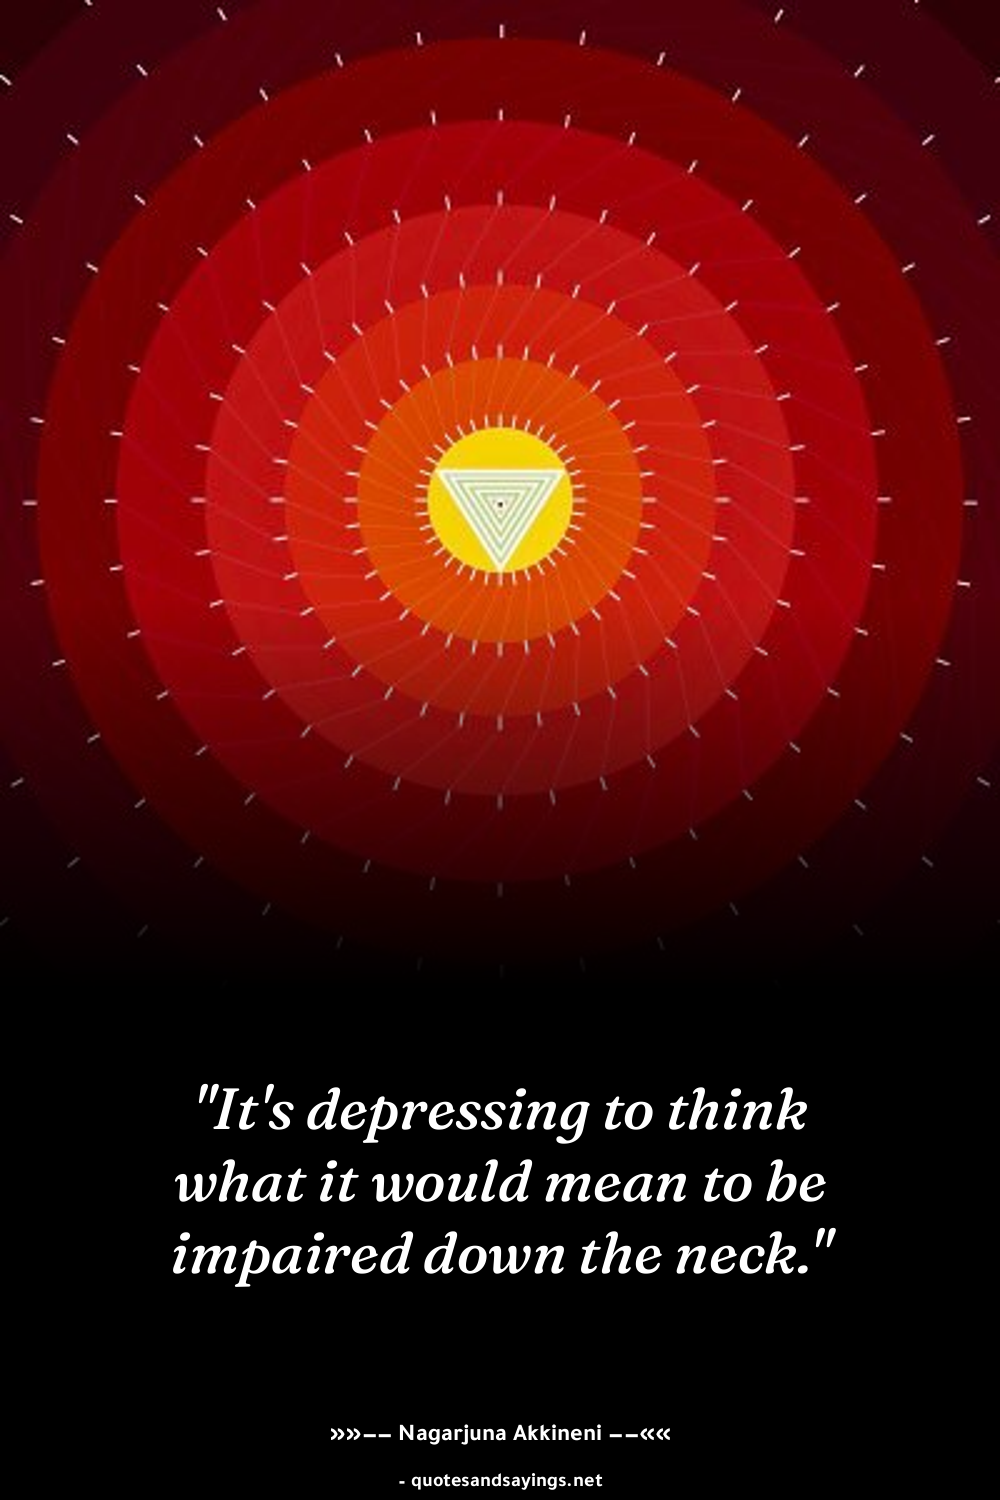 "It's depressing to think
what it would mean to be
impaired down the neck."
»»–– Nagarjuna Akkineni ––««
- quotesandsayings.net